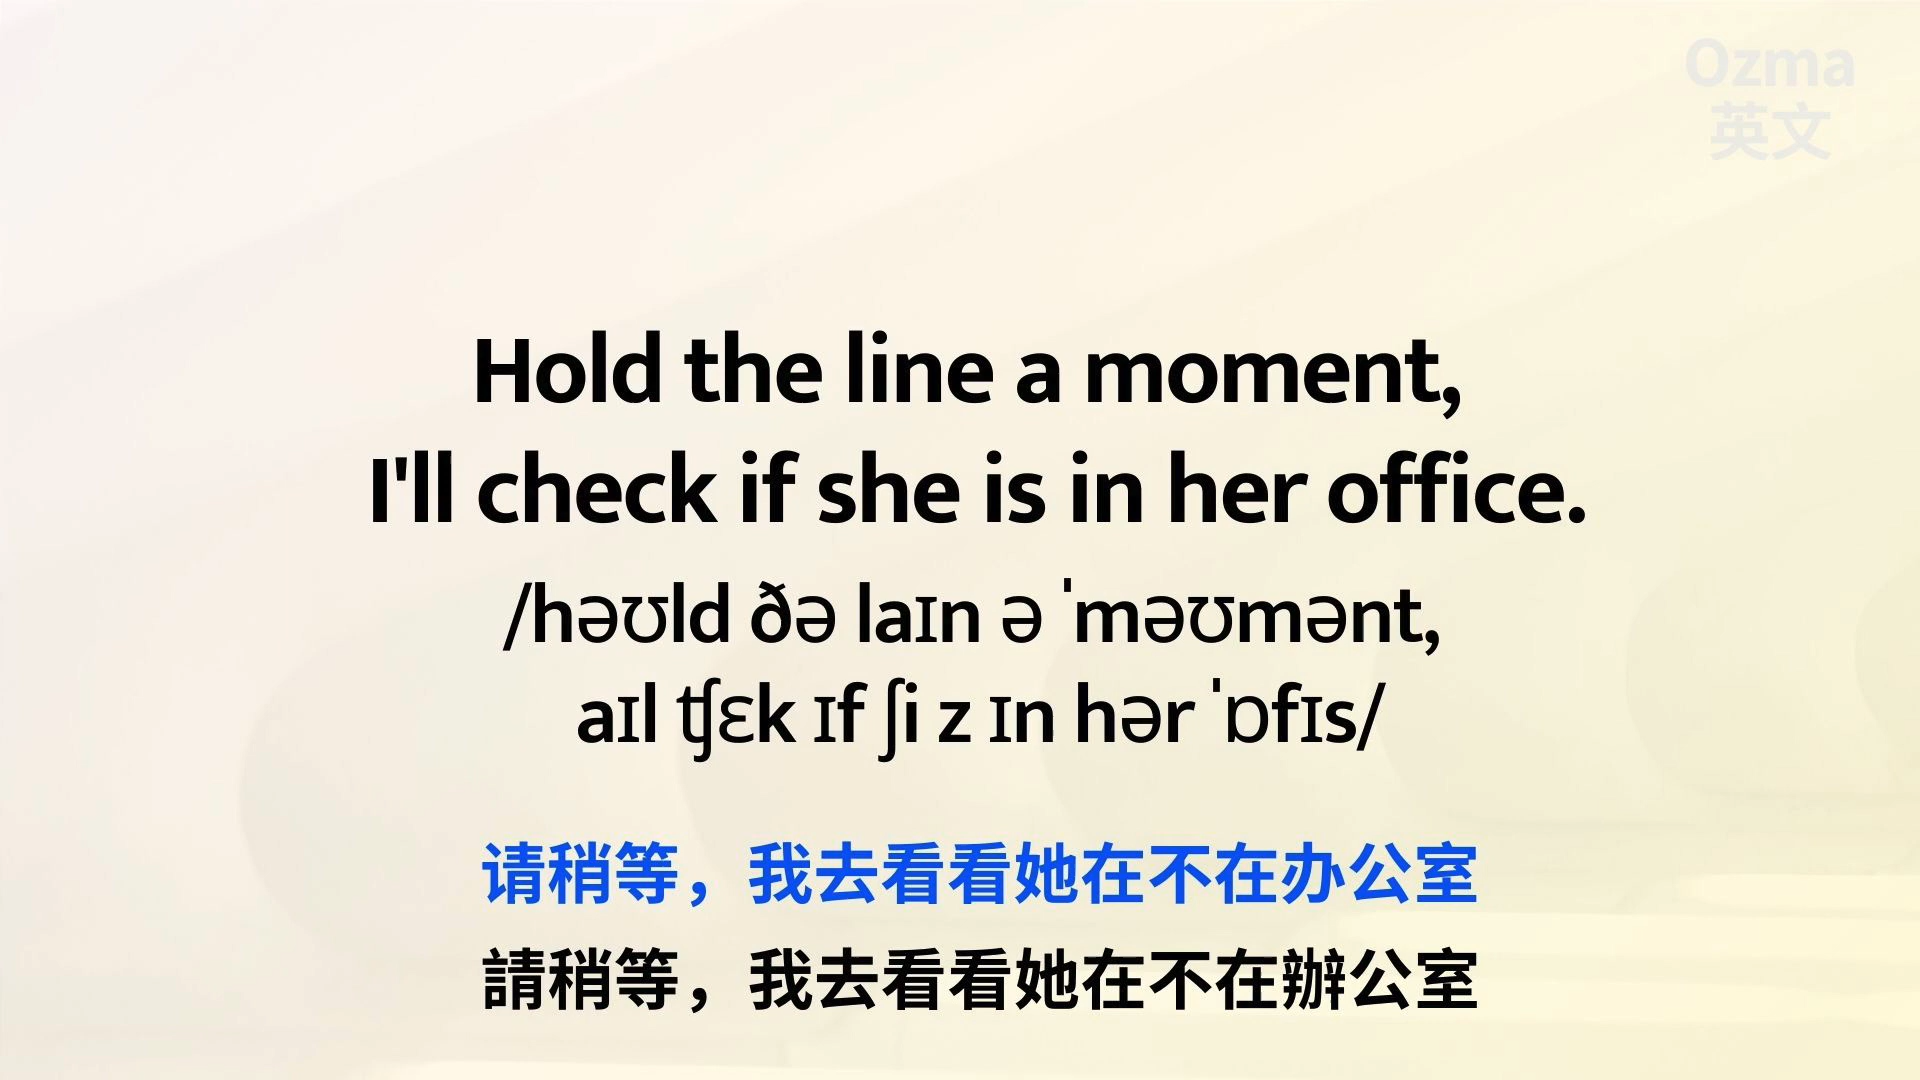 Ozma
英文
Hold the line a moment,
I'll check if she is in her office.
/həʊld ðə laɪn ə ˈməʊmənt,
aɪl ʧɛk ɪf ʃi z ɪn hər ˈɒfɪs/
请稍等，我去看看她在不在办公室
請稍等，我去看看她在不在辦公室